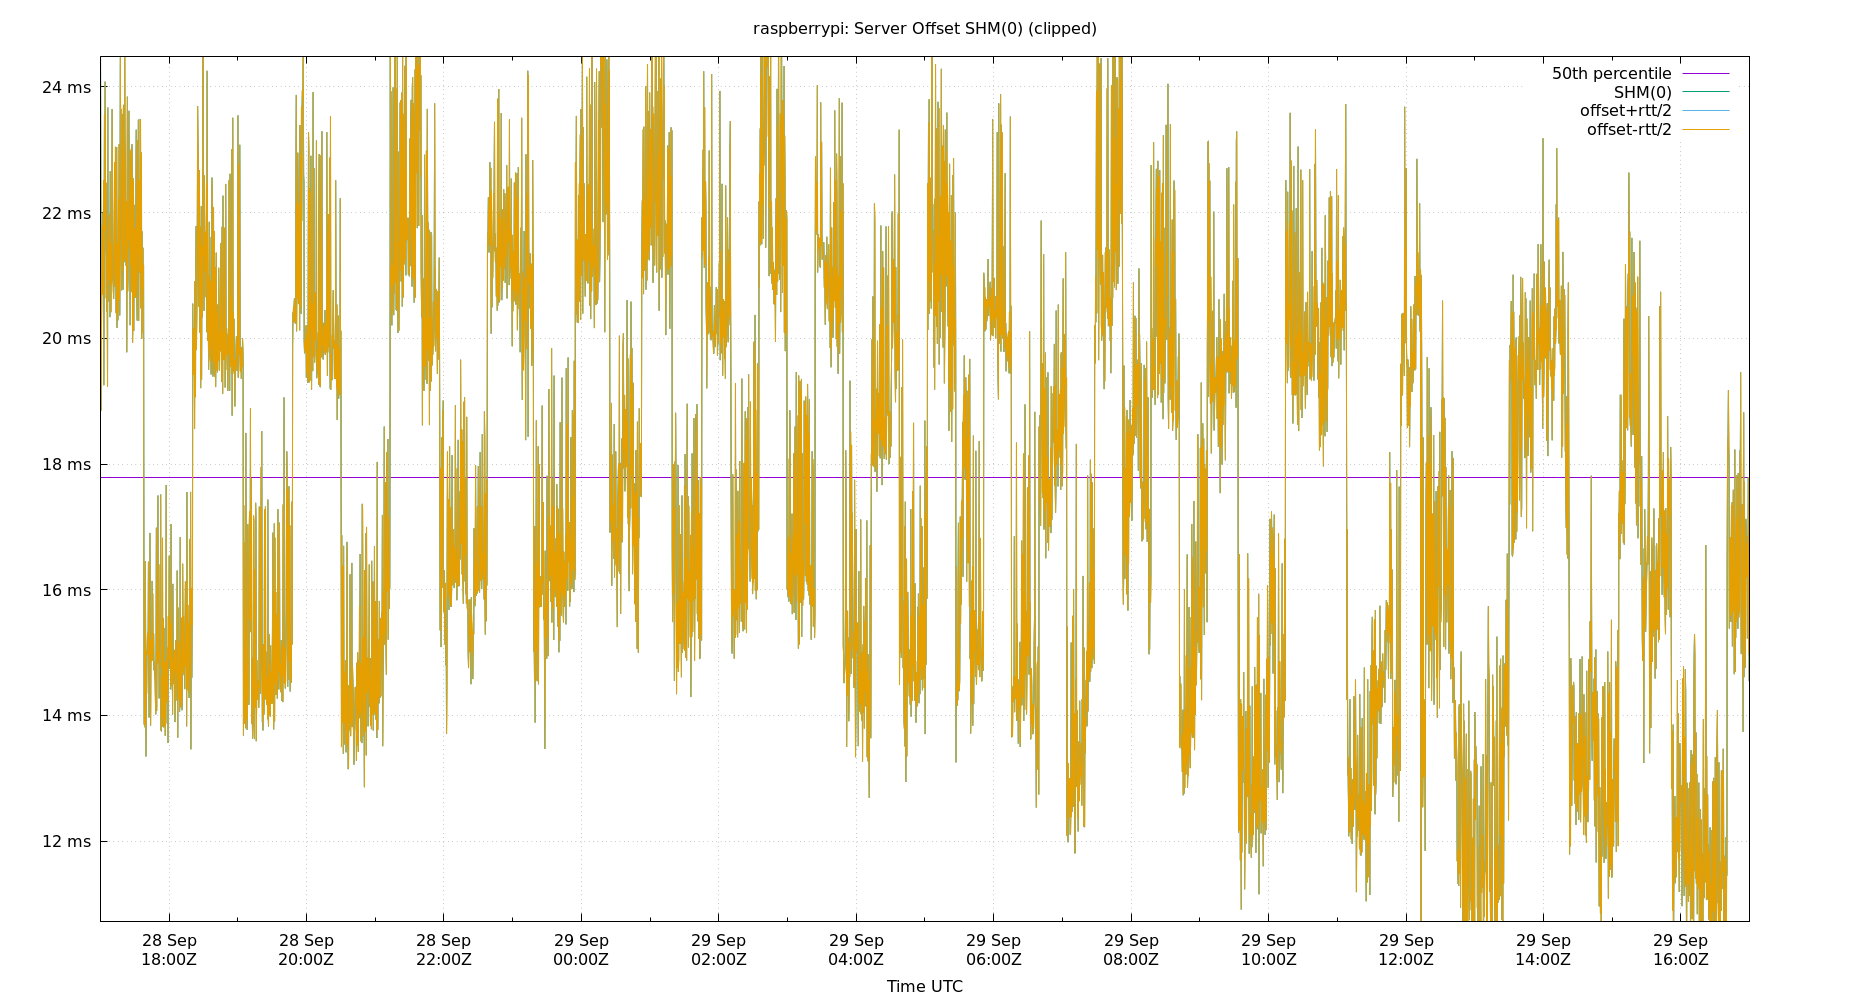 raspberrypi: Server Offset SHM(0) (clipped)
50th percentile
SHM(0)
offset+rtt/2
offset-rtt/2
24 ms
22 ms
20 ms
18 ms
16 ms
14 ms
12 ms
28 Sep 28 Sep 28 Sep 29 Sep 29 Sep 29 Sep 29 Sep 29 Sep 29 Sep 29 Sep 29 Sep 29 Sep
18:00Z 20:00Z 22:00Z 00:00Z 02:00Z 04:00Z 06:00Z 08:00Z 10:00Z 12:00Z 14:00Z 16:00Z
Time UTC